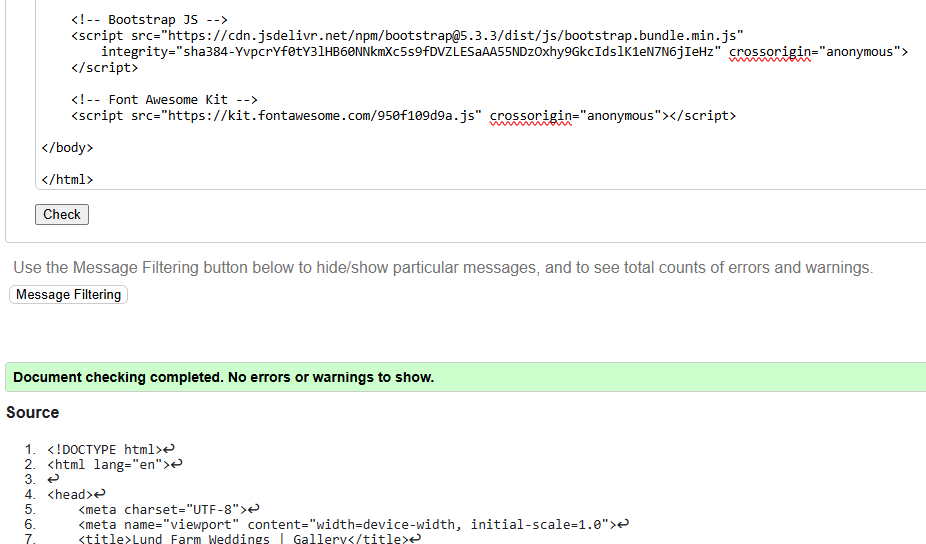 <!-- Bootstrap JS -->
<script src="https://cdn.jsdelivr.net/npm/bootstrap@5.3.3/dist/js/bootstrap.bundle.min.js"
integrity="sha384-YvpcrYf0tY3lHB60NNkmXc5s9fDVZLESaAA55NDzOxhy9GkcIdslK1eN7N6jIeHz" crossorigin="anonymous">
</script>
<!-- Font Awesome Kit -->
<script src="https://kit.fontawesome.com/950f109d9a.js" crossorigin="anonymous"></script>
</body>
</html>
Check
Use the Message Filtering button below to hide/show particular messages, and to see total counts of errors and warnings.
Message Filtering
Document checking completed. No errors or warnings to show.
Source
1. <!DOCTYPE html>↩
2. <html lang="en">↩
3. ↩
4. <head>↩
5. <meta charset="UTF-8">↩
6. <meta name="viewport" content="width=device-width, initial-scale=1.0">↩
7. <title>Lund Farm Weddings | Gallery</title>↩